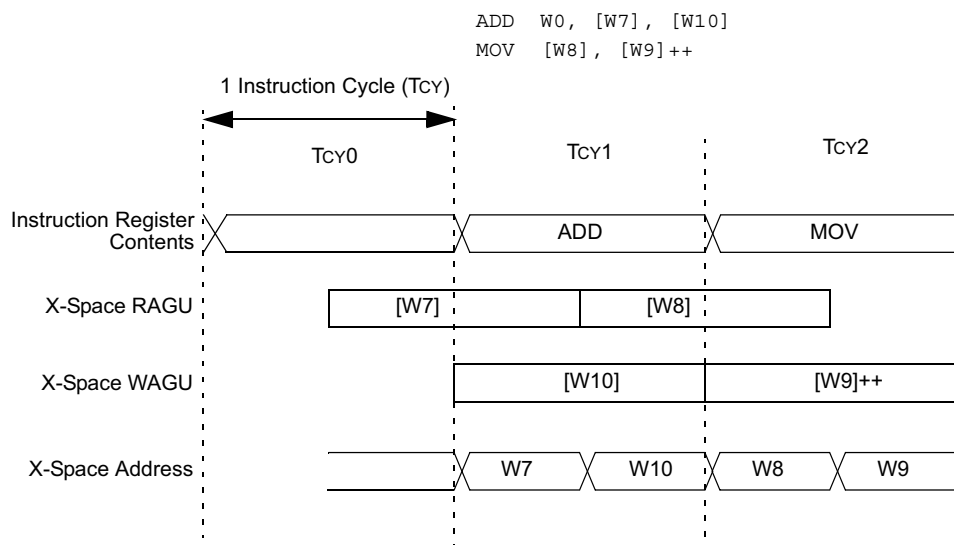 ADD W0, [W7], [W10]
MOV [W8], [W9]++
1 Instruction Cycle (TCY)
TCY0 TCY1 TCY2
Instruction Register
Contents
ADD MOV
X-Space RAGU [W7] [W8]
X-Space WAGU [W10] [W9]++
X-Space Address W7 W10 W8 W9